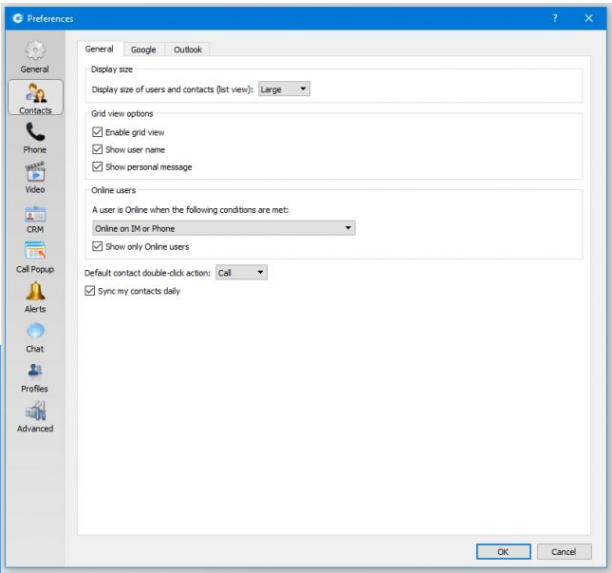 Preferences
General
Contacts
Phone
Video
CRM
Call Popup
Alerts
Chat
Profiles
Advanced
General Google Outlook
Display size
Display size of users and contacts (list view): Large
Grid view options
Enable grid view
Show user name
Show personal message
Online users
A user is Online when the following conditions are met:
Online on IM or Phone
Show only Online users
Default contact double-click action: Call
Sync my contacts daily
OK Cancel